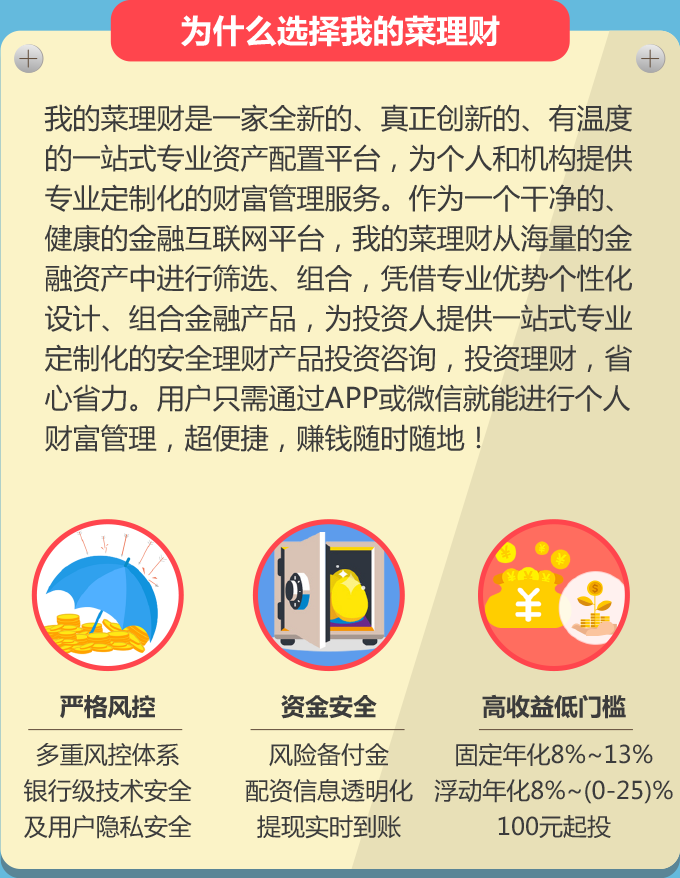 为什么选择我的菜理财
我的菜理财是一家全新的、真正创新的、有温度
的一站式专业资产配置平台，为个人和机构提供
专业定制化的财富管理服务。作为一个干净的、
健康的金融互联网平台，我的菜理财从海量的金
融资产中进行筛选、组合，凭借专业优势个性化
设计、组合金融产品，为投资人提供一站式专业
定制化的安全理财产品投资咨询，投资理财，省
心省力。用户只需通过APP或微信就能进行个人
财富管理，超便捷，赚钱随时随地！
严格风控
多重风控体系
银行级技术安全
及用户隐私安全
资金安全
风险备付金
配资信息透明化
提现实时到账
高收益低门槛
固定年化8%~13%
浮动年化8%~(0-25)%
100元起投